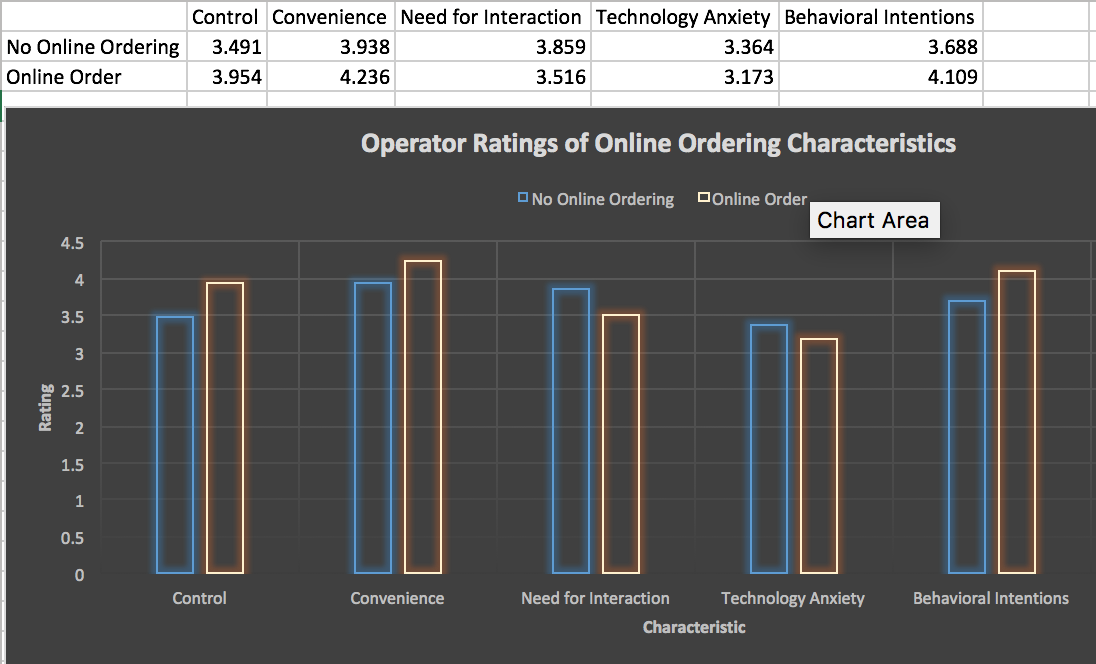 Control Convenience Need for Interaction Technology Anxiety Behavioral Intentions
No Online Ordering 3.491 3.938 3.859 3.364 3.688
Online Order 3.954 4.236 3.516 3.173 4.109
Operator Ratings of Online Ordering Characteristics
No Online Ordering Online Order
Chart Area
4.5
4
3.5
3
2.5
2
1.5
1
0.5
0
Rating
Control Convenience Need for Interaction Technology Anxiety Behavioral Intentions
Characteristic